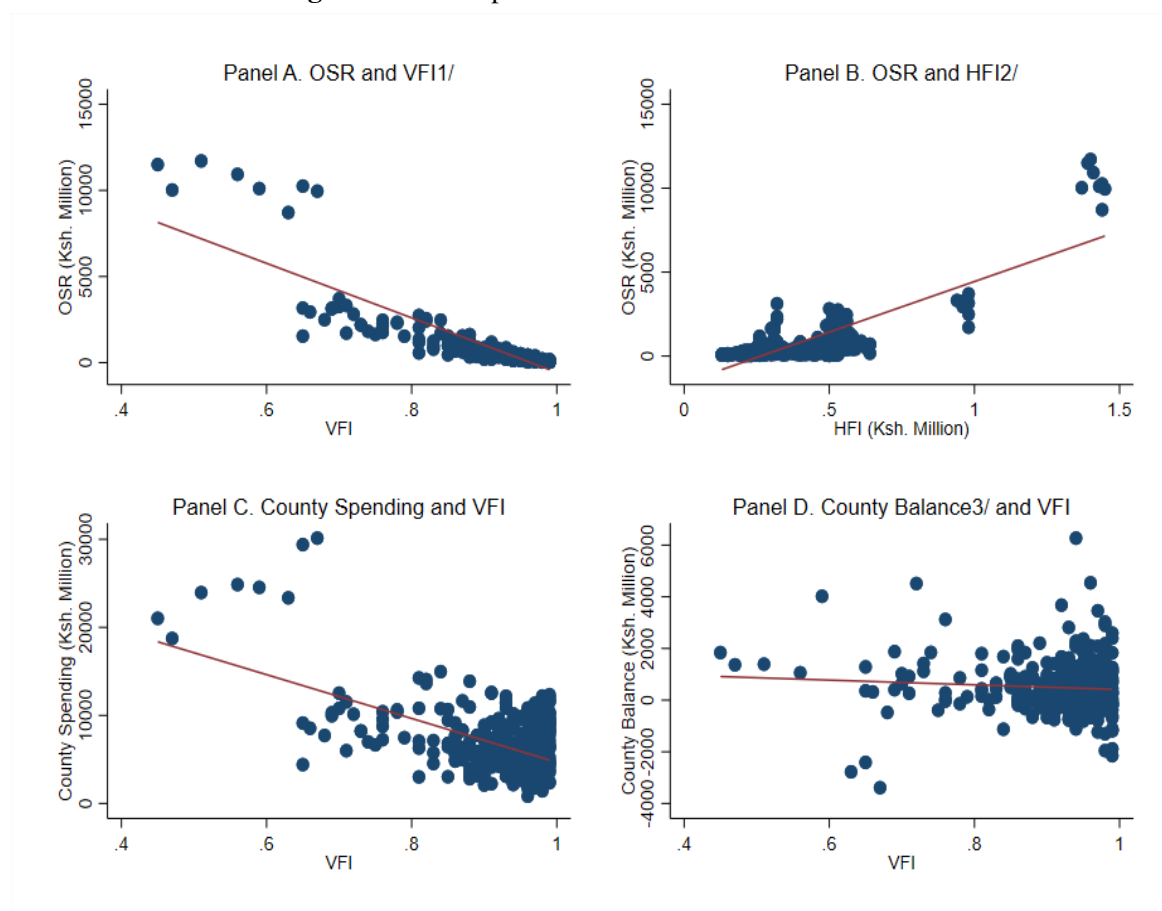 Panel A. OSR and VFI1/
OSR (Ksh. Million)
15000
10000
5000
0
.4 .6 .8 1
VFI
Panel B. OSR and HFI2/
OSR (Ksh. Million)
15000
10000
5000
0
0 .5 1 1.5
HFI (Ksh. Million)
Panel C. County Spending and VFI
County Spending (Ksh. Million)
30000
20000
10000
0
.4 .6 .8 1
VFI
Panel D. County Balance3/ and VFI
County Balance (Ksh. Million)
6000
4000
2000
0
-2000
-4000
.4 .6 .8 1
VFI